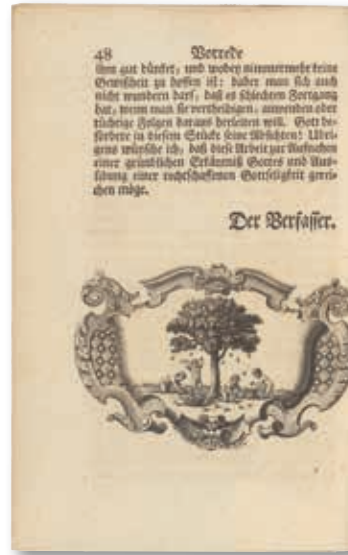 48 Vorrede
ihm gut dünket, und wobey nimmermehr keine
Gewißheit zu hoffen ist: daher man sich auch
nicht wundern darf, daß es schlechten Fortgang
hat, wenn man sie vertheidigen, anwenden oder
tüchtige Folgen daraus herleiten will. Gott be-
fördere in diesem Stücke seine Absichten! Ubri-
gens wünsche ich, daß diese Arbeit zur Aufnahme
einer gründlichen Erkäntniß Gottes und Aus-
übung einer rechtschaffenen Gottseligkeit gerei-
chen möge.
Der Verfasser.